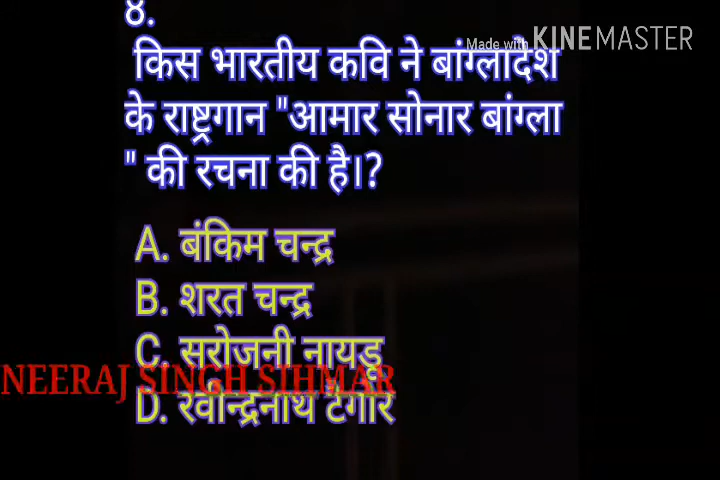 8.
Made with KINEMASTER
किस भारतीय कवि ने बांग्लादेश
के राष्ट्रगान "आमार सोनार बांग्ला
" की रचना की है।?
A. बंकिम चन्द्र
B. शरत चन्द्र
C. सरोजनी नायडू
NEERAJ SINGH SIHMAR
D. रवीन्द्रनाथ टैगोर